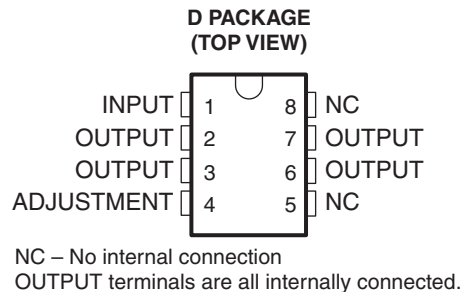 D PACKAGE
(TOP VIEW)
INPUT 1 8 NC
OUTPUT 2 7 OUTPUT
OUTPUT 3 6 OUTPUT
ADJUSTMENT 4 5 NC
NC – No internal connection
OUTPUT terminals are all internally connected.